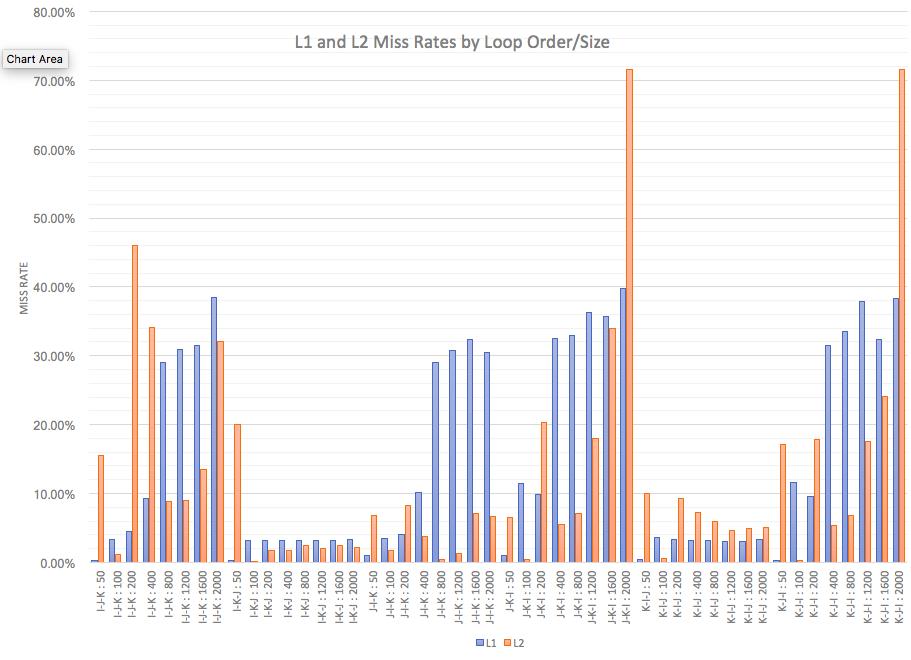 80.00%
L1 and L2 Miss Rates by Loop Order/Size
Chart Area
70.00%
60.00%
50.00%
MISS RATE
40.00%
30.00%
20.00%
10.00%
0.00%
I-J-K : 50
I-J-K : 100
I-J-K : 200
I-J-K : 400
I-J-K : 800
I-J-K : 1200
I-J-K : 1600
I-J-K : 2000
I-K-J : 50
I-K-J : 100
I-K-J : 200
I-K-J : 400
I-K-J : 800
I-K-J : 1200
I-K-J : 1600
I-K-J : 2000
J-I-K : 50
J-I-K : 100
J-I-K : 200
J-I-K : 400
J-I-K : 800
J-I-K : 1200
J-I-K : 1600
J-I-K : 2000
J-K-I : 50
J-K-I : 100
J-K-I : 200
J-K-I : 400
J-K-I : 800
J-K-I : 1200
J-K-I : 1600
J-K-I : 2000
K-I-J : 50
K-I-J : 100
K-I-J : 200
K-I-J : 400
K-I-J : 800
K-I-J : 1200
K-I-J : 1600
K-I-J : 2000
K-J-I : 50
K-J-I : 100
K-J-I : 200
K-J-I : 400
K-J-I : 800
K-J-I : 1200
K-J-I : 1600
K-J-I : 2000
L1 L2